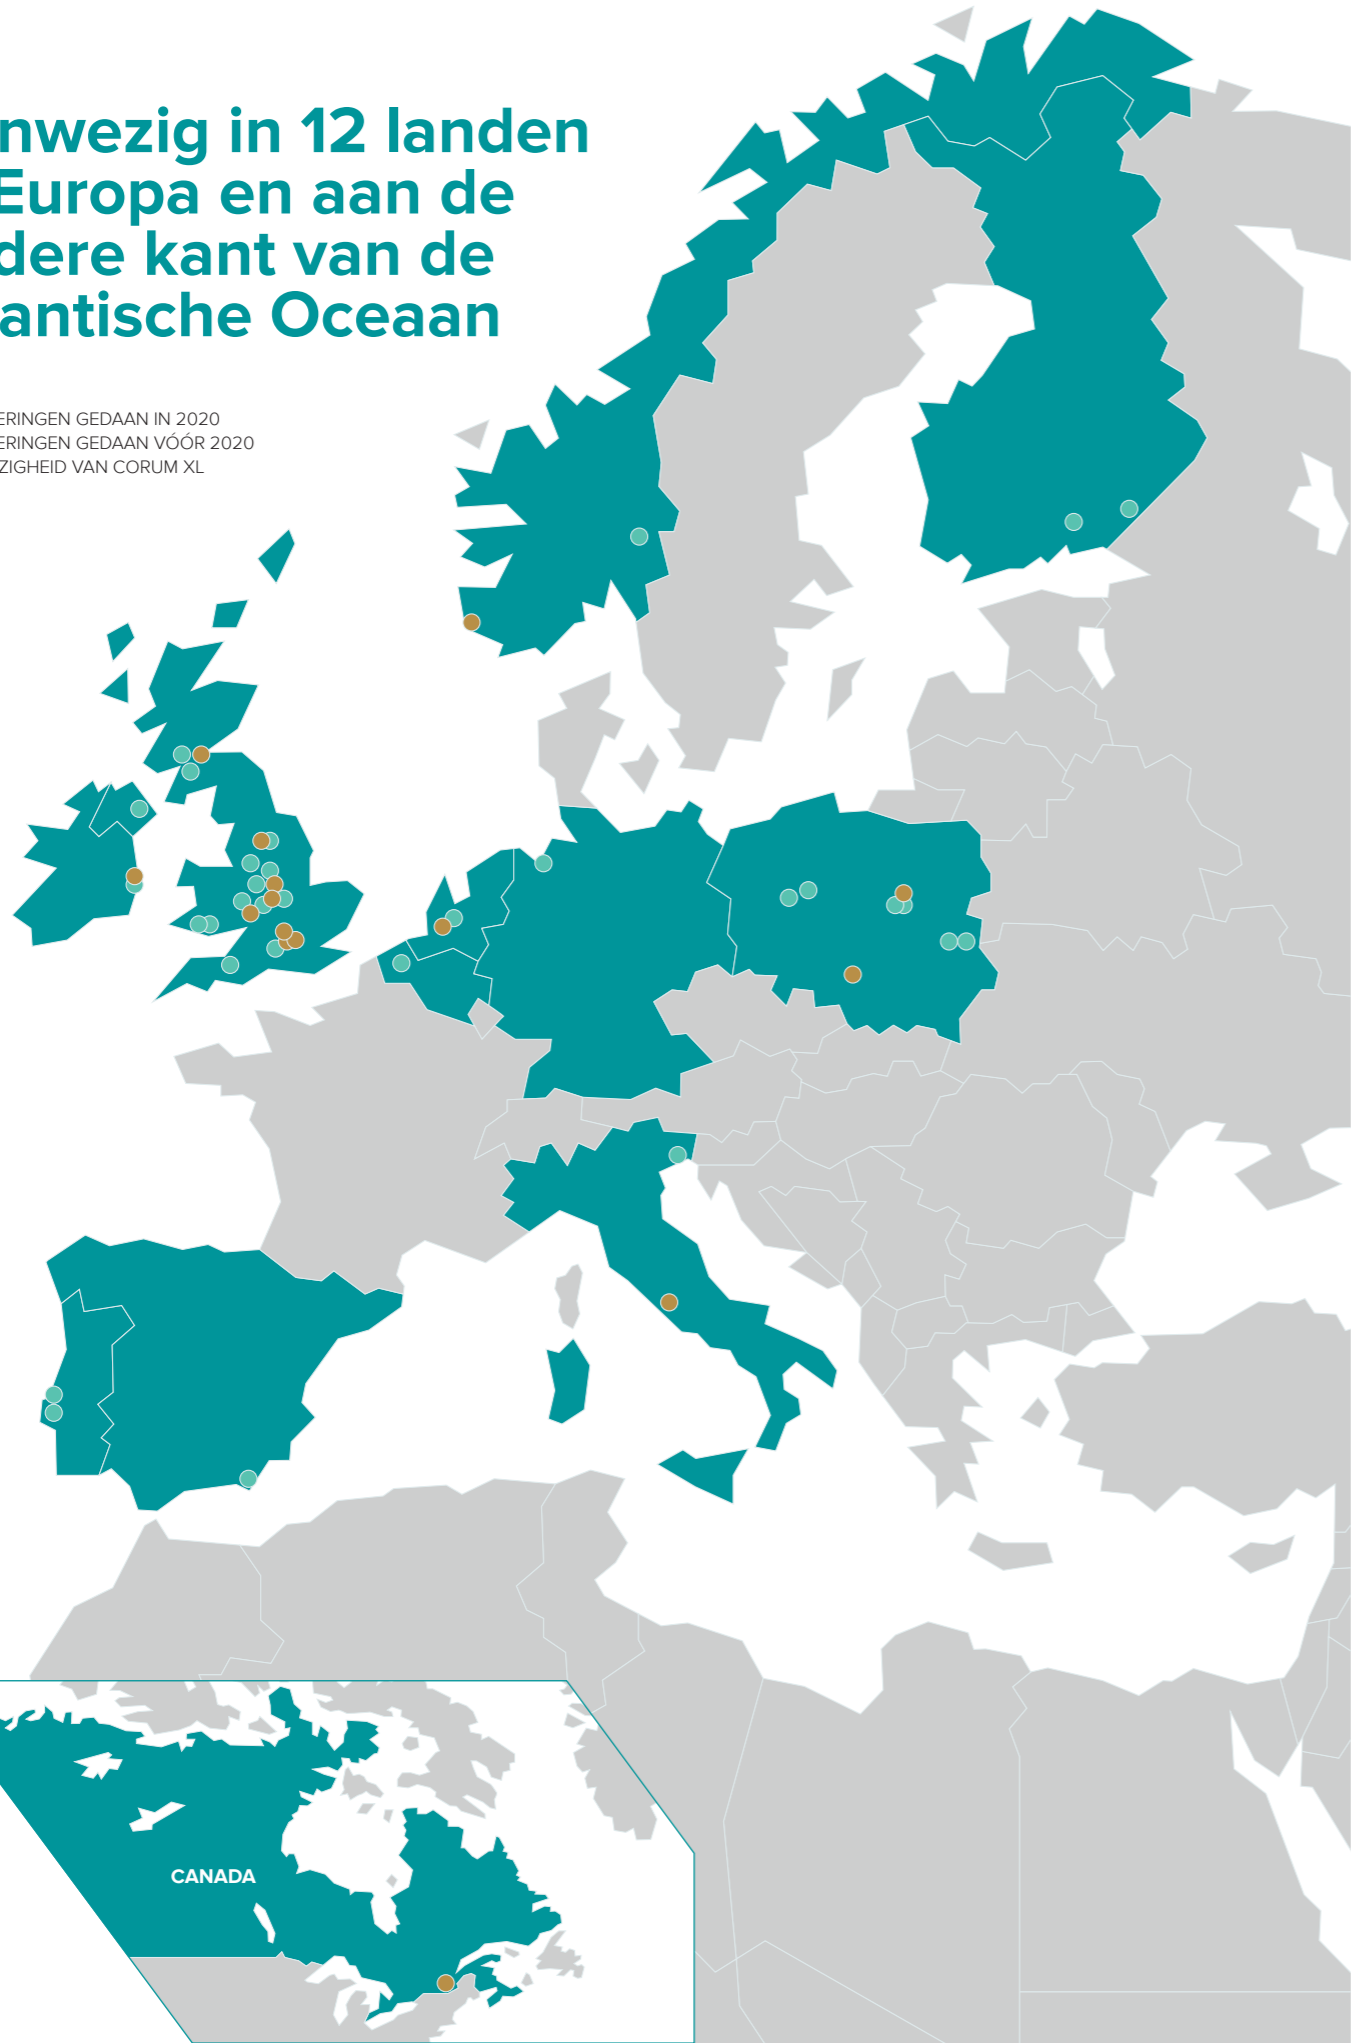 nwezig in 12 landen
Europa en aan de
dere kant van de
antische Oceaan
ERINGEN GEDAAN IN 2020
ERINGEN GEDAAN VÓÓR 2020
ZIGHEID VAN CORUM XL
CANADA